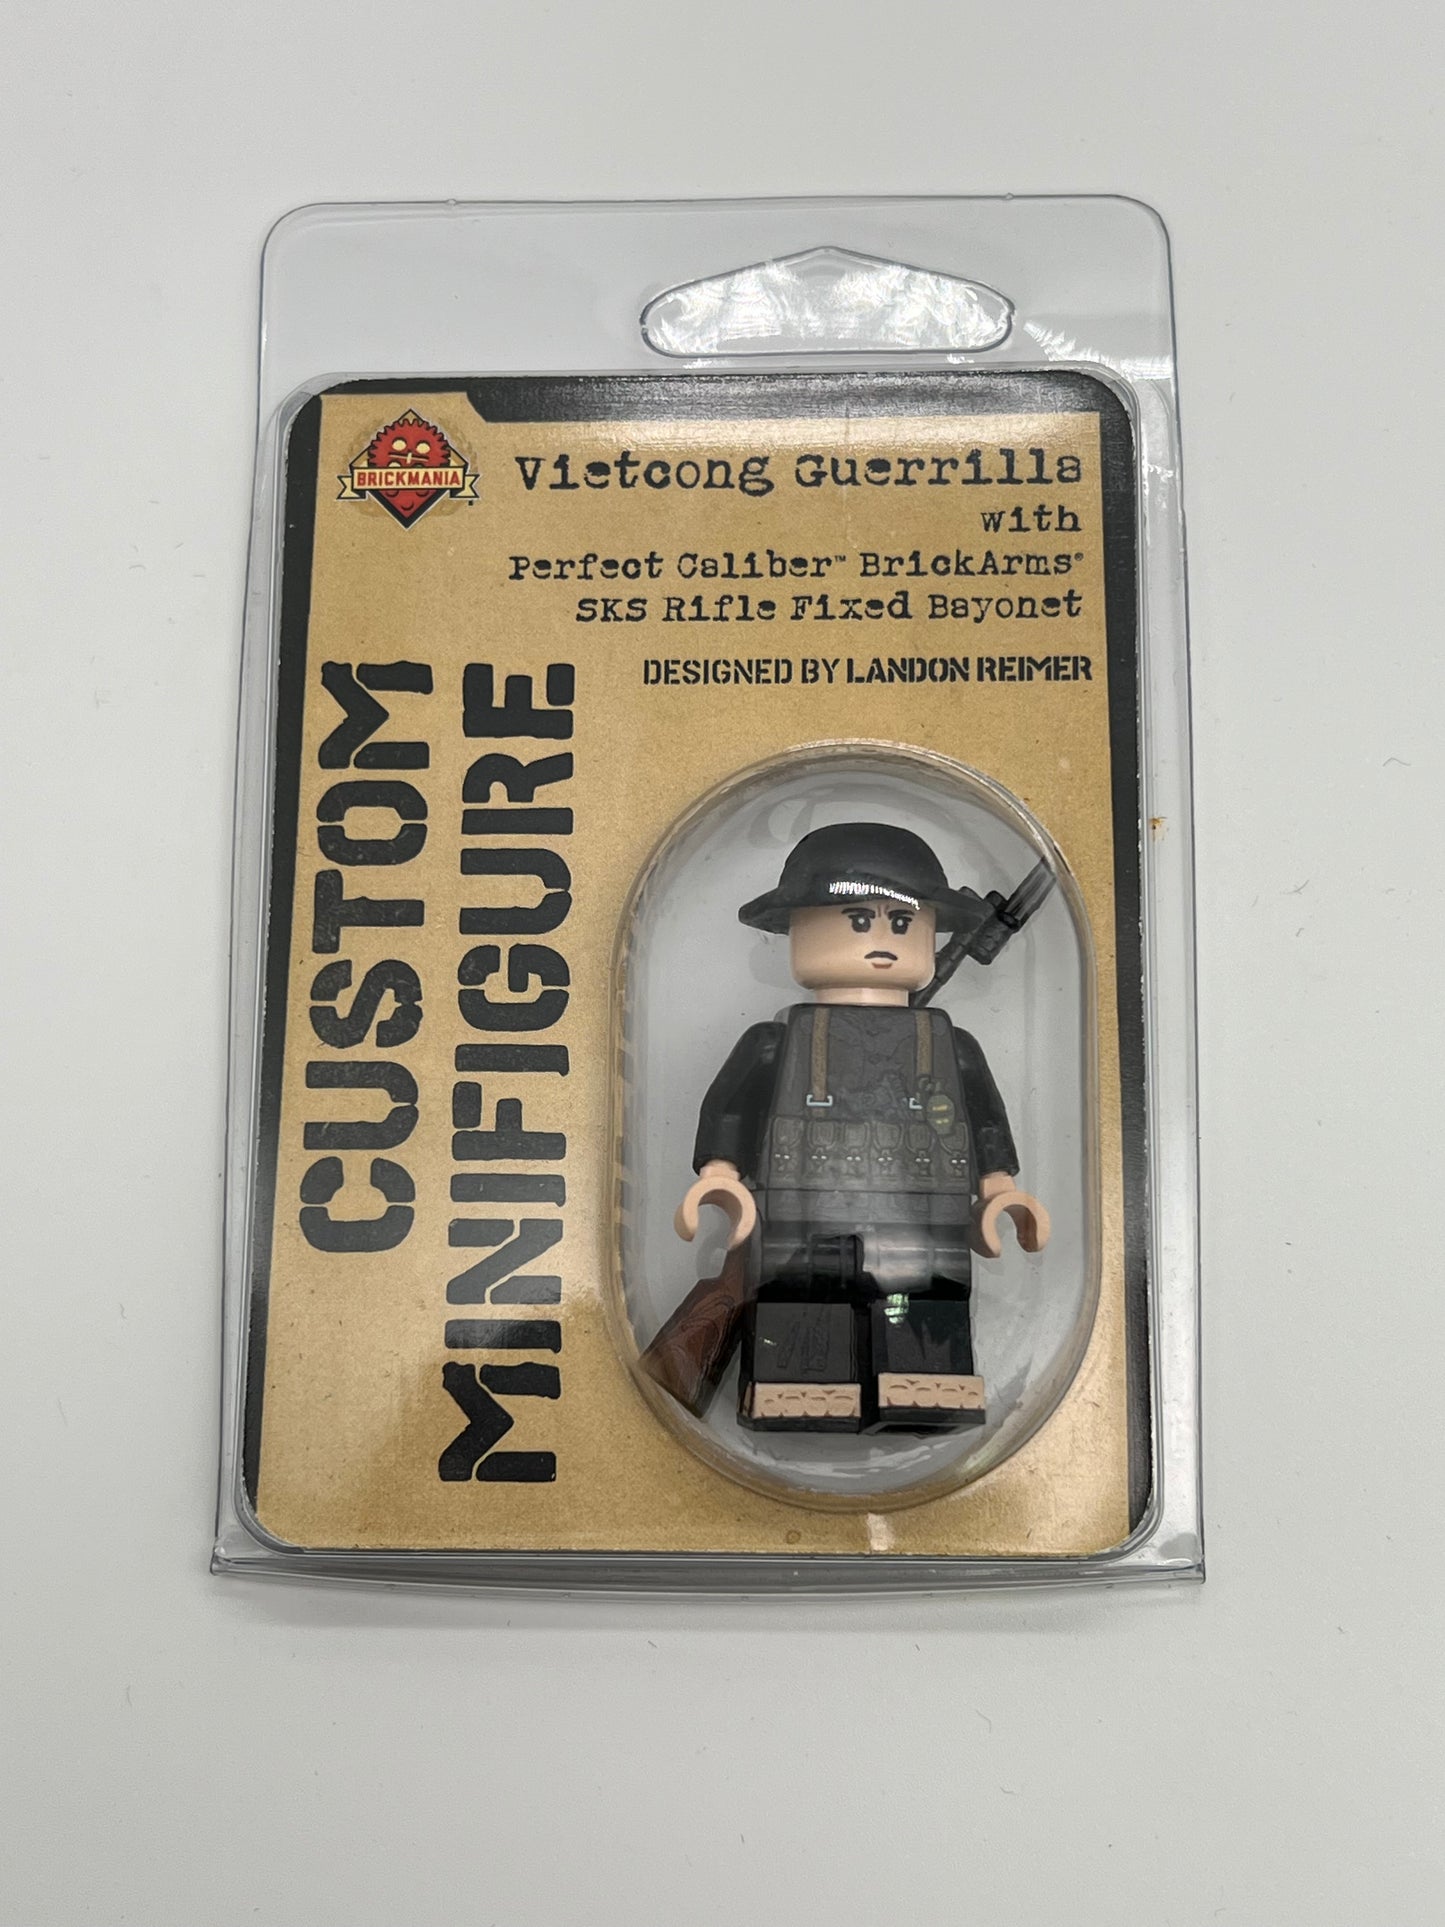 BRICKMANIA
Vietcong Guerrilla
with
Perfect Caliber™ BrickArms®
SKS Rifle Fixed Bayonet
DESIGNED BY LANDON REIMER
CUSTOM
MINIFIGURE